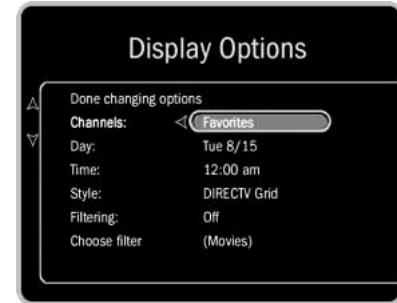 Display Options
Done changing options
Channels: Favorites
Day: Tue 8/15
Time: 12:00 am
Style: DIRECTV Grid
Filtering: Off
Choose filter (Movies)